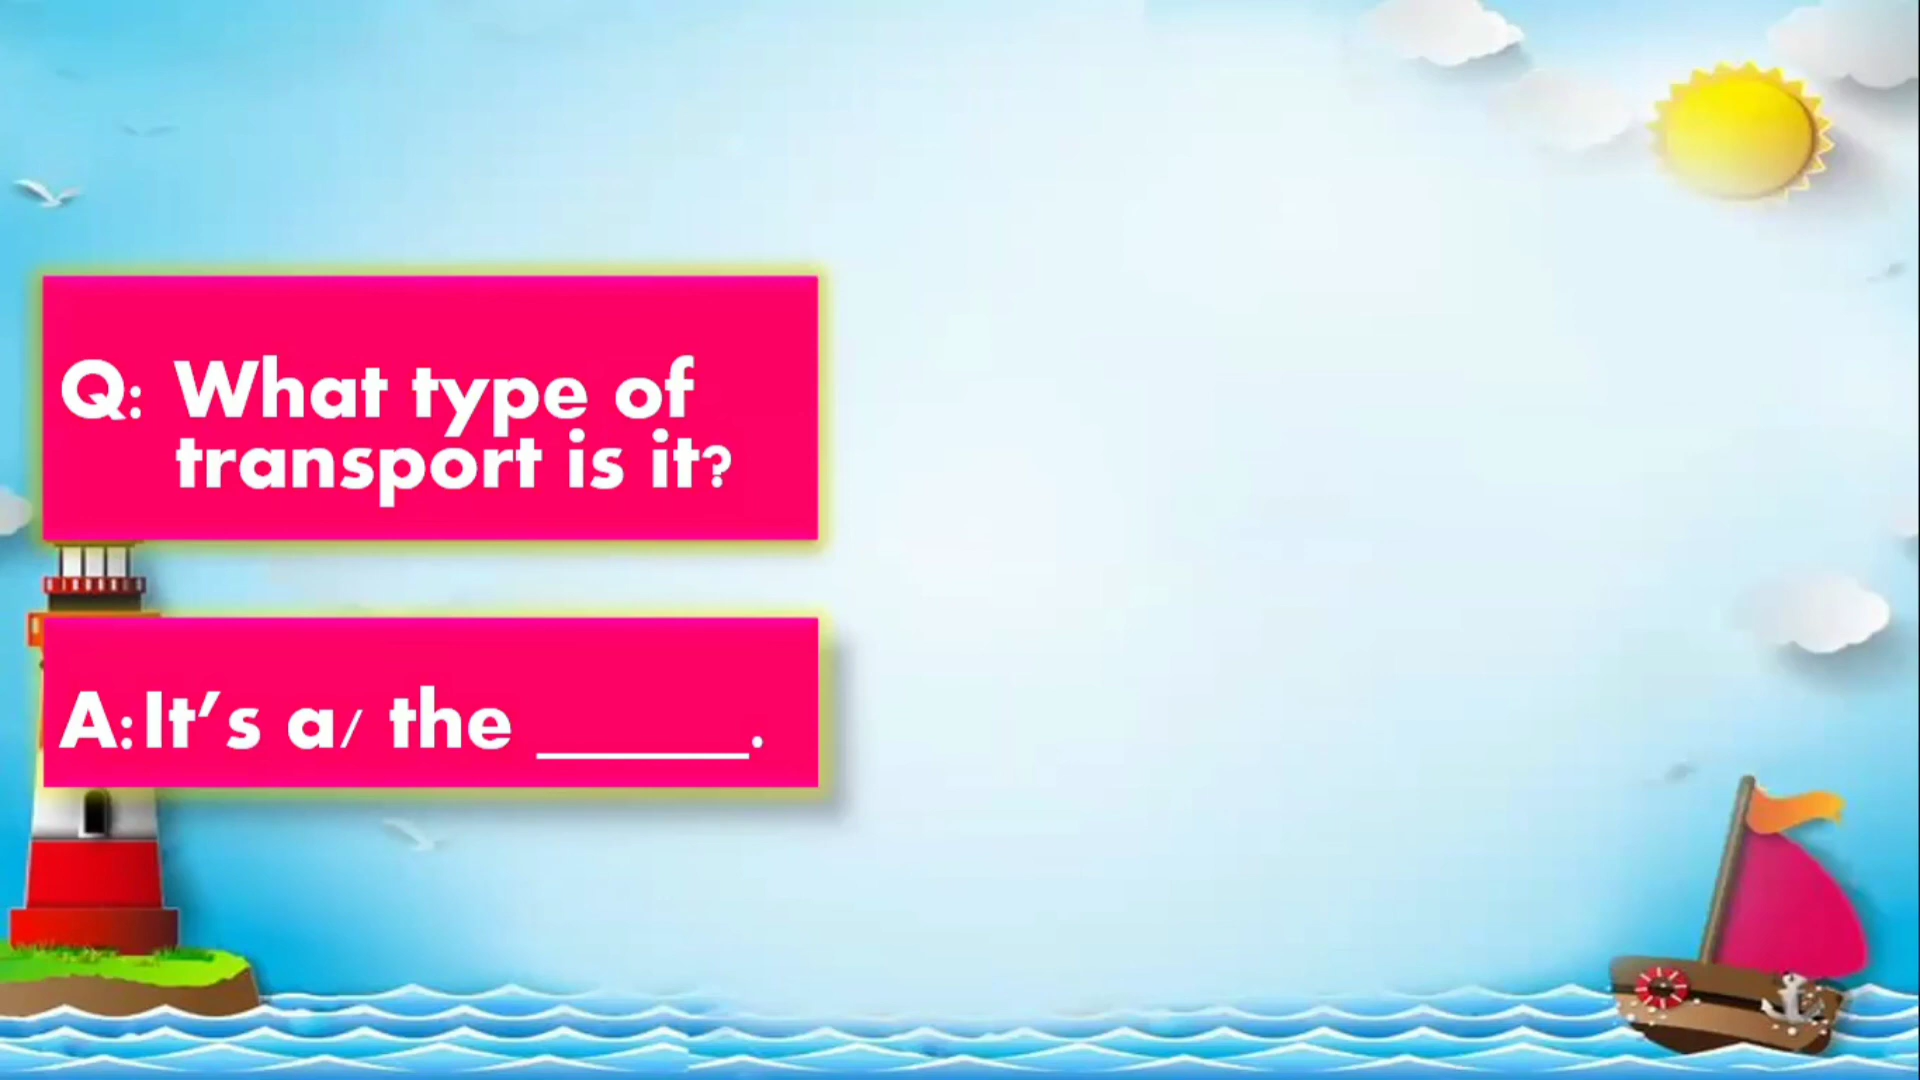 Q: What type of
transport is it?
A:It’s a/ the ______.